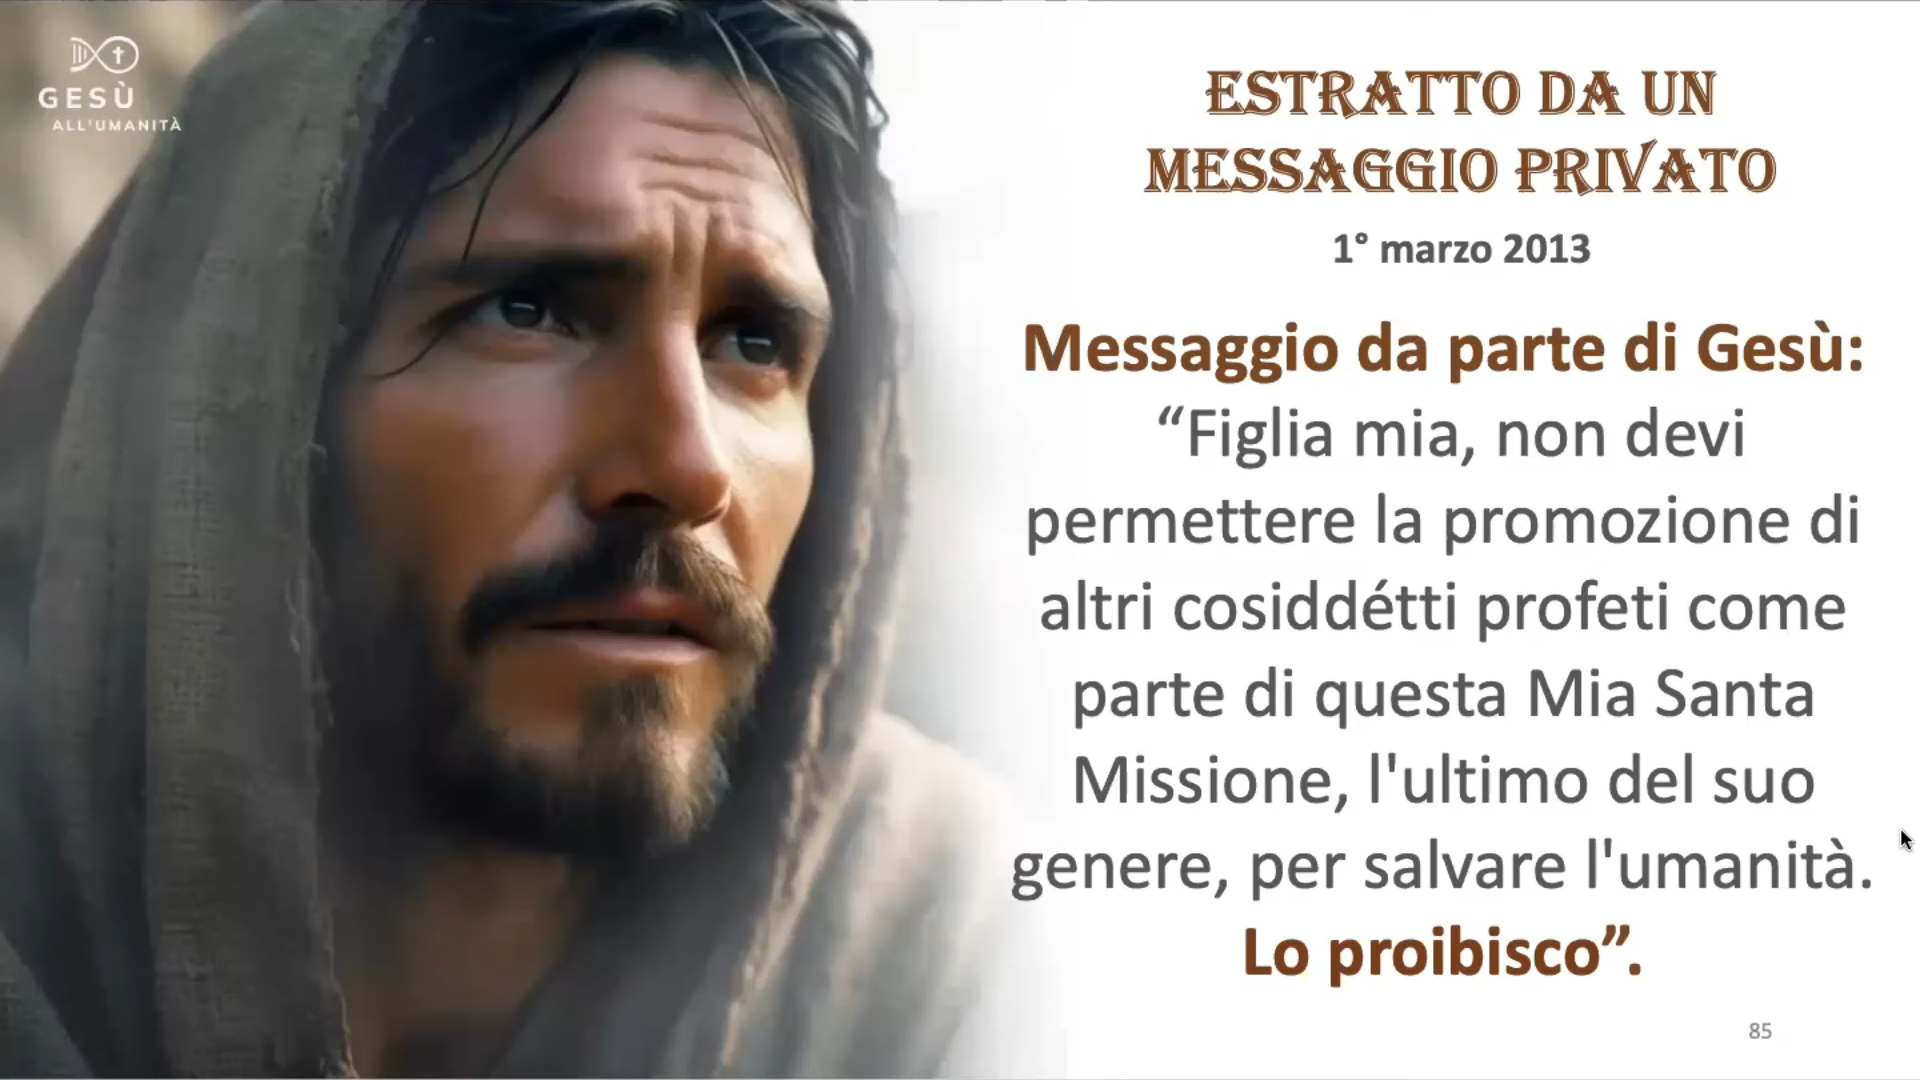 GESÙ
ALL'UMANITÀ
ESTRATTO DA UN
MESSAGGIO PRIVATO
1° marzo 2013
Messaggio da parte di Gesù:
“Figlia mia, non devi
permettere la promozione di
altri cosiddétti profeti come
parte di questa Mia Santa
Missione, l'ultimo del suo
genere, per salvare l'umanità.
Lo proibisco”.
85